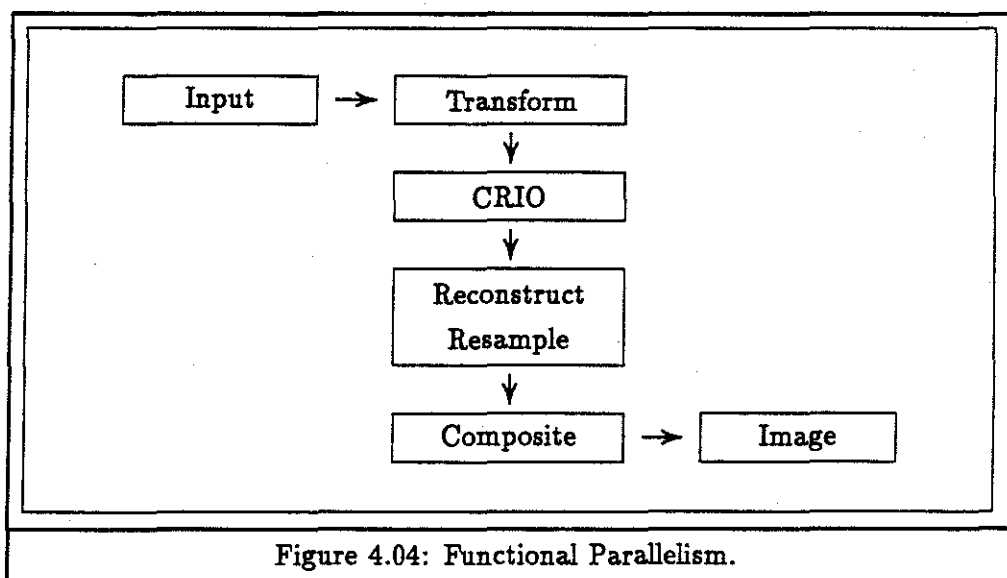 Input
Transform
CRIO
Reconstruct
Resample
Composite
Image
Figure 4.04: Functional Parallelism.